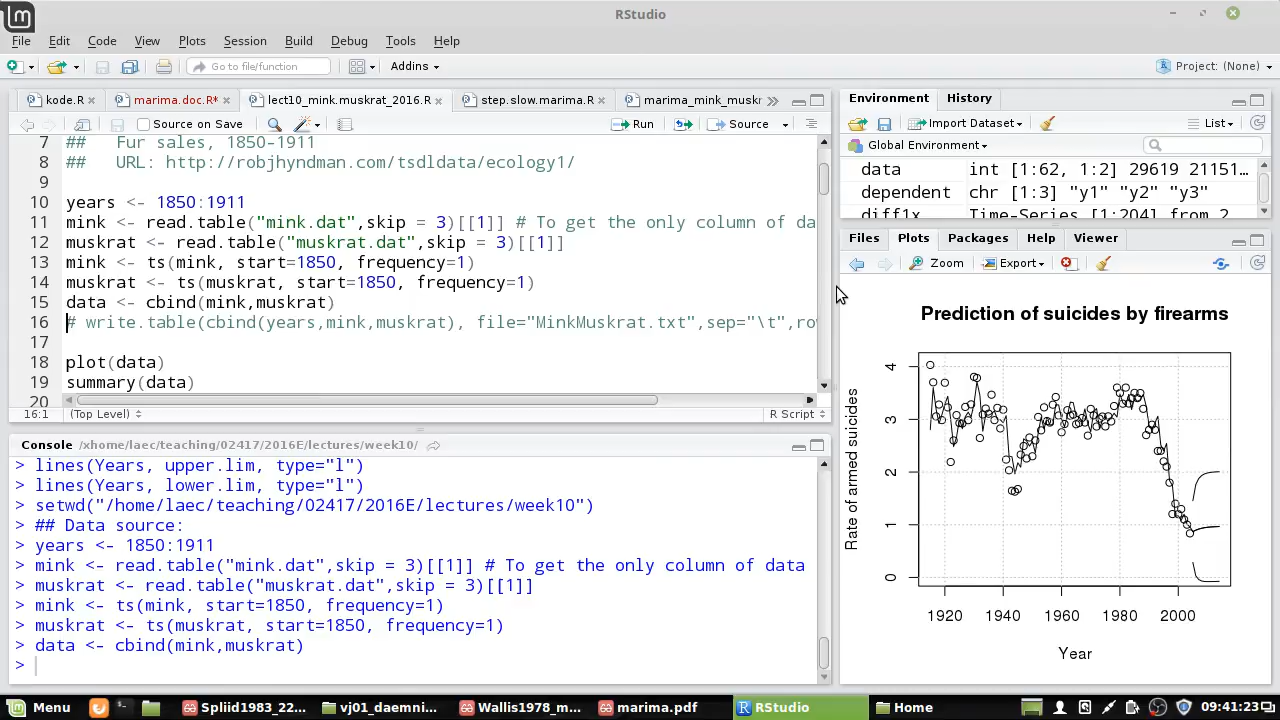 RStudio
File Edit Code View Plots Session Build Debug Tools Help
Go to file/function Addins Project: (None)
kode.R marima.doc.R* lect10_mink.muskrat_2016.R step.slow.marima.R marima_mink_muskr
Source on Save Run Source
7 ## Fur sales, 1850-1911
8 ## URL: http://robjhyndman.com/tsdldata/ecology1/
9
10 years <- 1850:1911
11 mink <- read.table("mink.dat",skip = 3)[[1]] # To get the only column of da
12 muskrat <- read.table("muskrat.dat",skip = 3)[[1]]
13 mink <- ts(mink, start=1850, frequency=1)
14 muskrat <- ts(muskrat, start=1850, frequency=1)
15 data <- cbind(mink,muskrat)
16 # write.table(cbind(years,mink,muskrat), file="MinkMuskrat.txt",sep="\t",ro
17
18 plot(data)
19 summary(data)
20
16:1 (Top Level) R Script
Console /xhome/laec/teaching/02417/2016E/lectures/week10/
> lines(Years, upper.lim, type="l")
> lines(Years, lower.lim, type="l")
> setwd("/home/laec/teaching/02417/2016E/lectures/week10")
> ## Data source:
> years <- 1850:1911
> mink <- read.table("mink.dat",skip = 3)[[1]] # To get the only column of data
> muskrat <- read.table("muskrat.dat",skip = 3)[[1]]
> mink <- ts(mink, start=1850, frequency=1)
> muskrat <- ts(muskrat, start=1850, frequency=1)
> data <- cbind(mink,muskrat)
>
Environment History
Import Dataset List
Global Environment
data int [1:62, 1:2] 29619 21151…
dependent chr [1:3] "y1" "y2" "y3"
diff1x Time-Series [1:204] from 2
Files Plots Packages Help Viewer
Zoom Export
Prediction of suicides by firearms
Rate of armed suicides
4
3
2
1
0
1920 1940 1960 1980 2000
Year
Menu Spliid1983_22... vj01_daemni... Wallis1978_m... marima.pdf RStudio Home 09:41:23